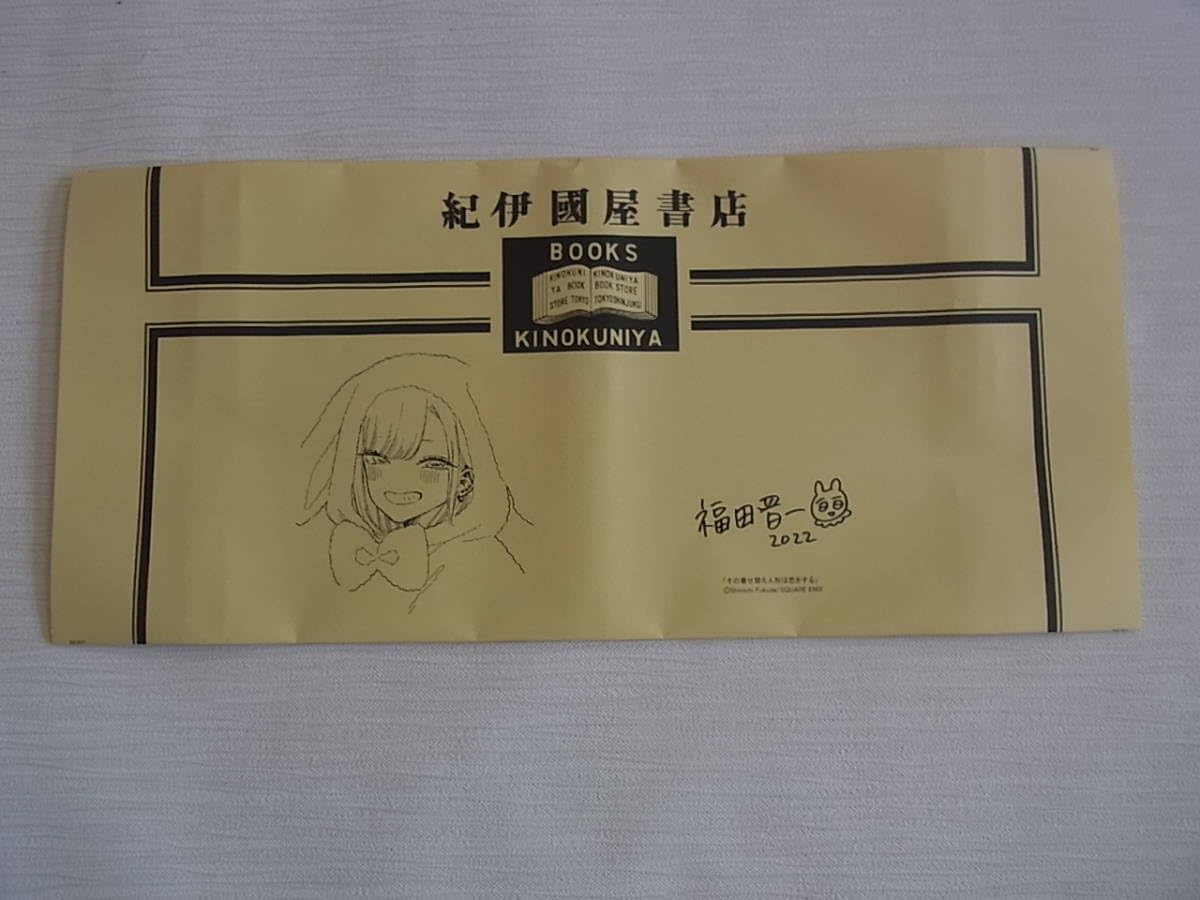 紀伊國屋書店
BOOKS
KINOKUNI
YA BOOK
STORE TOKYO
KINOKUNIYA
BOOK STORE
TOKYOSHINJUKU
KINOKUNIYA
福田晋一
2022
「その着せ替え人形は恋をする」
©Shinichi Fukuda/SQUARE ENIX